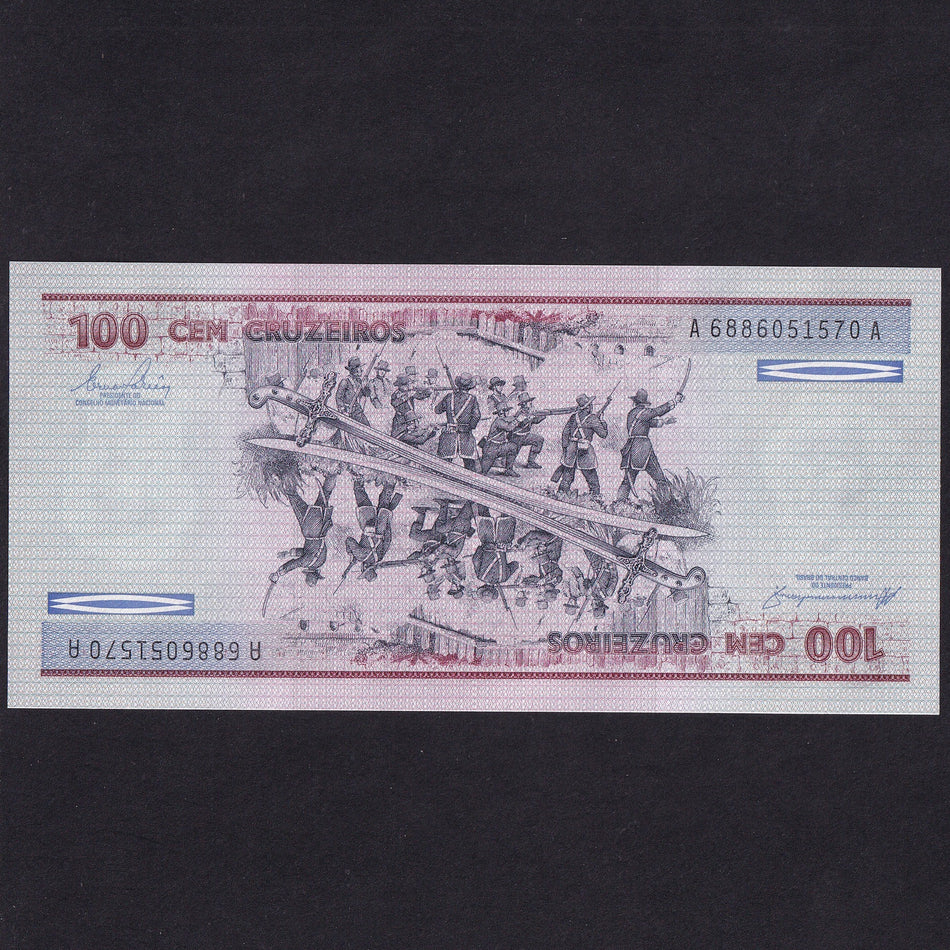 100 CEM CRUZEIROS
A 6886051570 A
PRESIDENTE DO
CONSELHO MONETÁRIO NACIONAL
PRESIDENTE DO
BANCO CENTRAL DO BRASIL
A 6886051570 A
100 CEM CRUZEIROS